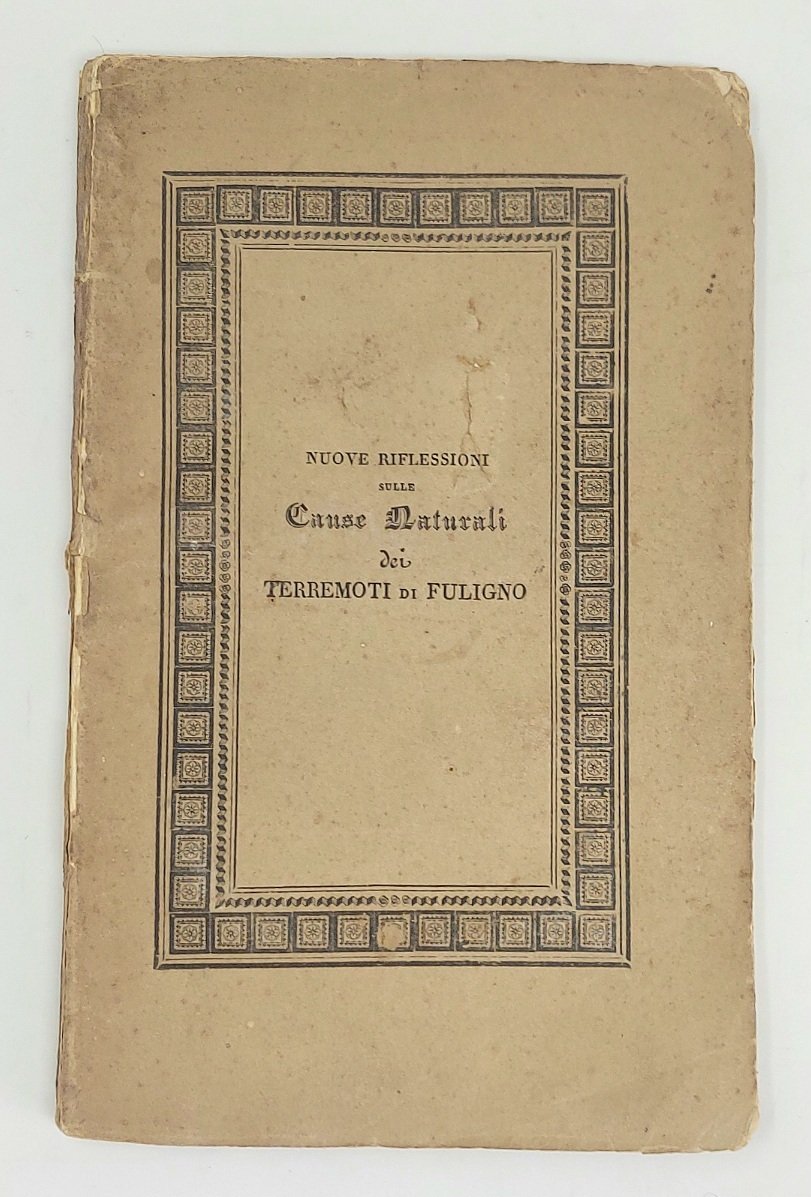 NUOVE RIFLESSIONI
SULLE
Cause Naturali
dei
TERREMOTI DI FULIGNO